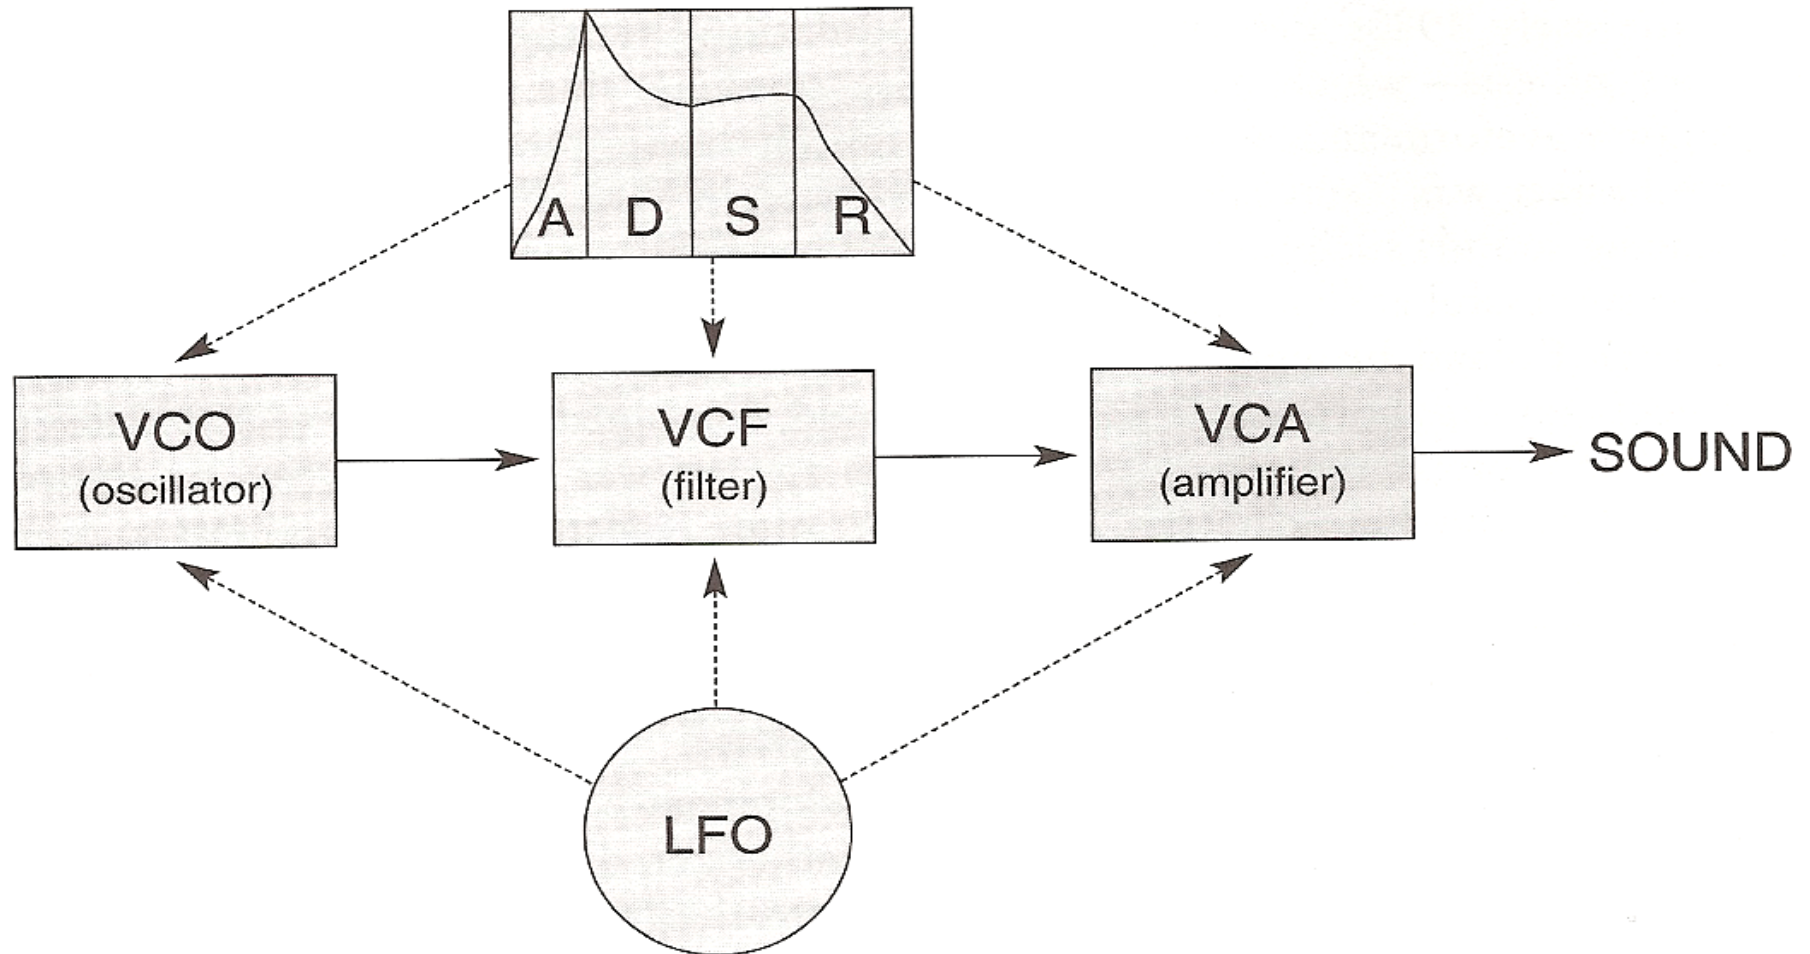 A D S R
VCO
(oscillator)
VCF
(filter)
VCA
(amplifier)
SOUND
LFO